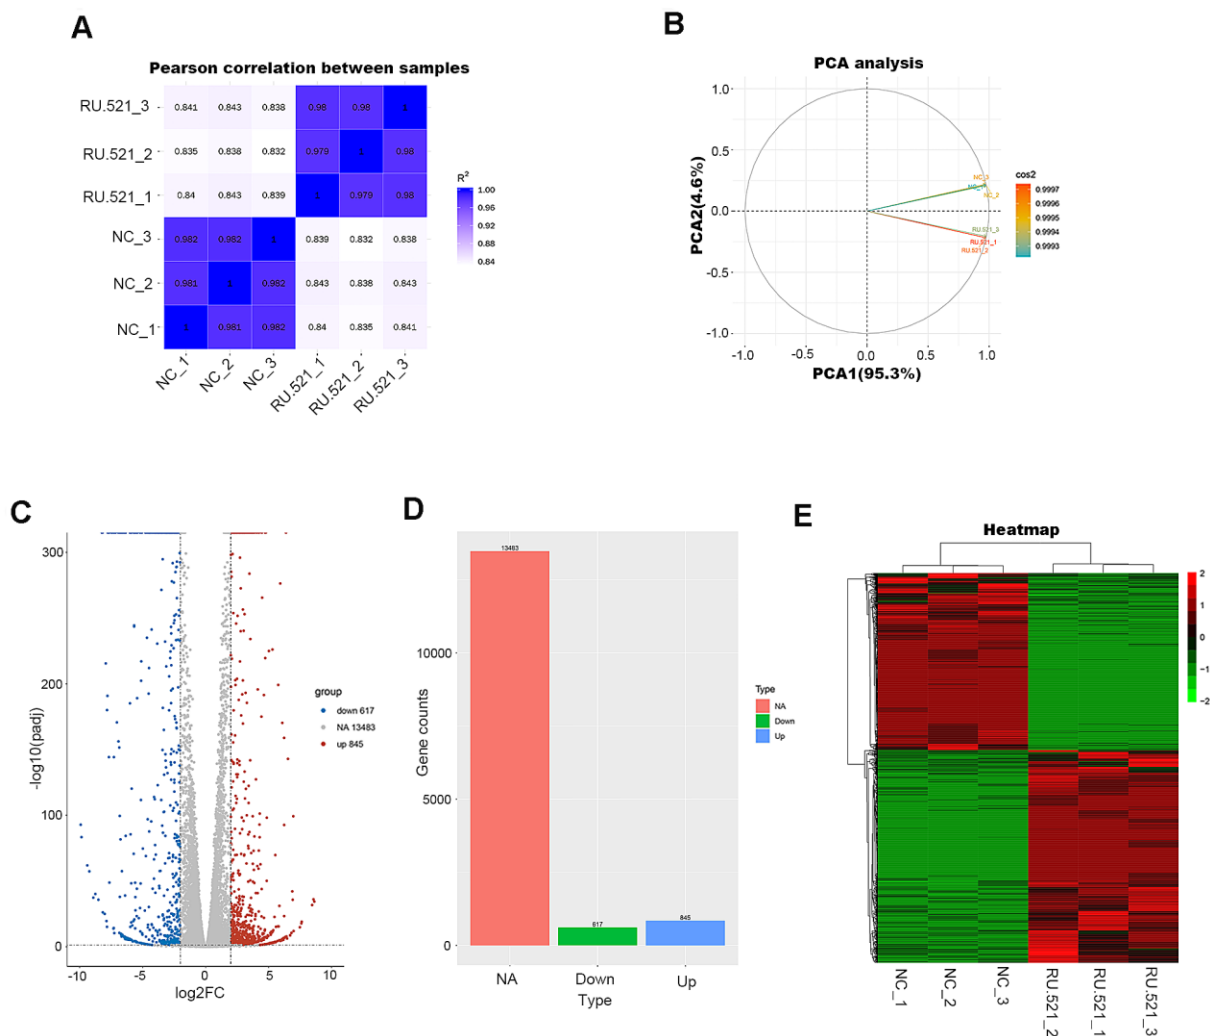 A
Pearson correlation between samples
RU.521_3 0.841 0.843 0.838 0.98 0.98 1
RU.521_2 0.835 0.838 0.832 0.979 1 0.98
RU.521_1 0.84 0.843 0.839 1 0.979 0.98
NC_3 0.982 0.982 1 0.839 0.832 0.838
NC_2 0.981 1 0.982 0.843 0.838 0.843
NC_1 1 0.981 0.982 0.84 0.835 0.841
NC_1 NC_2 NC_3 RU.521_1 RU.521_2 RU.521_3
R²
1.00
0.96
0.92
0.88
0.84
B
PCA analysis
PCA2(4.6%)
1.0
0.5
0.0
-0.5
-1.0
NC_3
NC_1
NC_2
RU.521_3
RU.521_1
RU.521_2
-1.0 -0.5 0.0 0.5 1.0
PCA1(95.3%)
cos2
0.9997
0.9996
0.9995
0.9994
0.9993
C
-log10(padj)
300
200
100
0
-10 -5 0 5 10
log2FC
group
down 617
NA 13483
up 845
D
Gene counts
10000
5000
0
13483
617
845
NA Down Up
Type
Type
NA
Down
Up
E
Heatmap
2
1
0
−1
−2
NC_1 NC_2 NC_3 RU.521_2 RU.521_1 RU.521_3